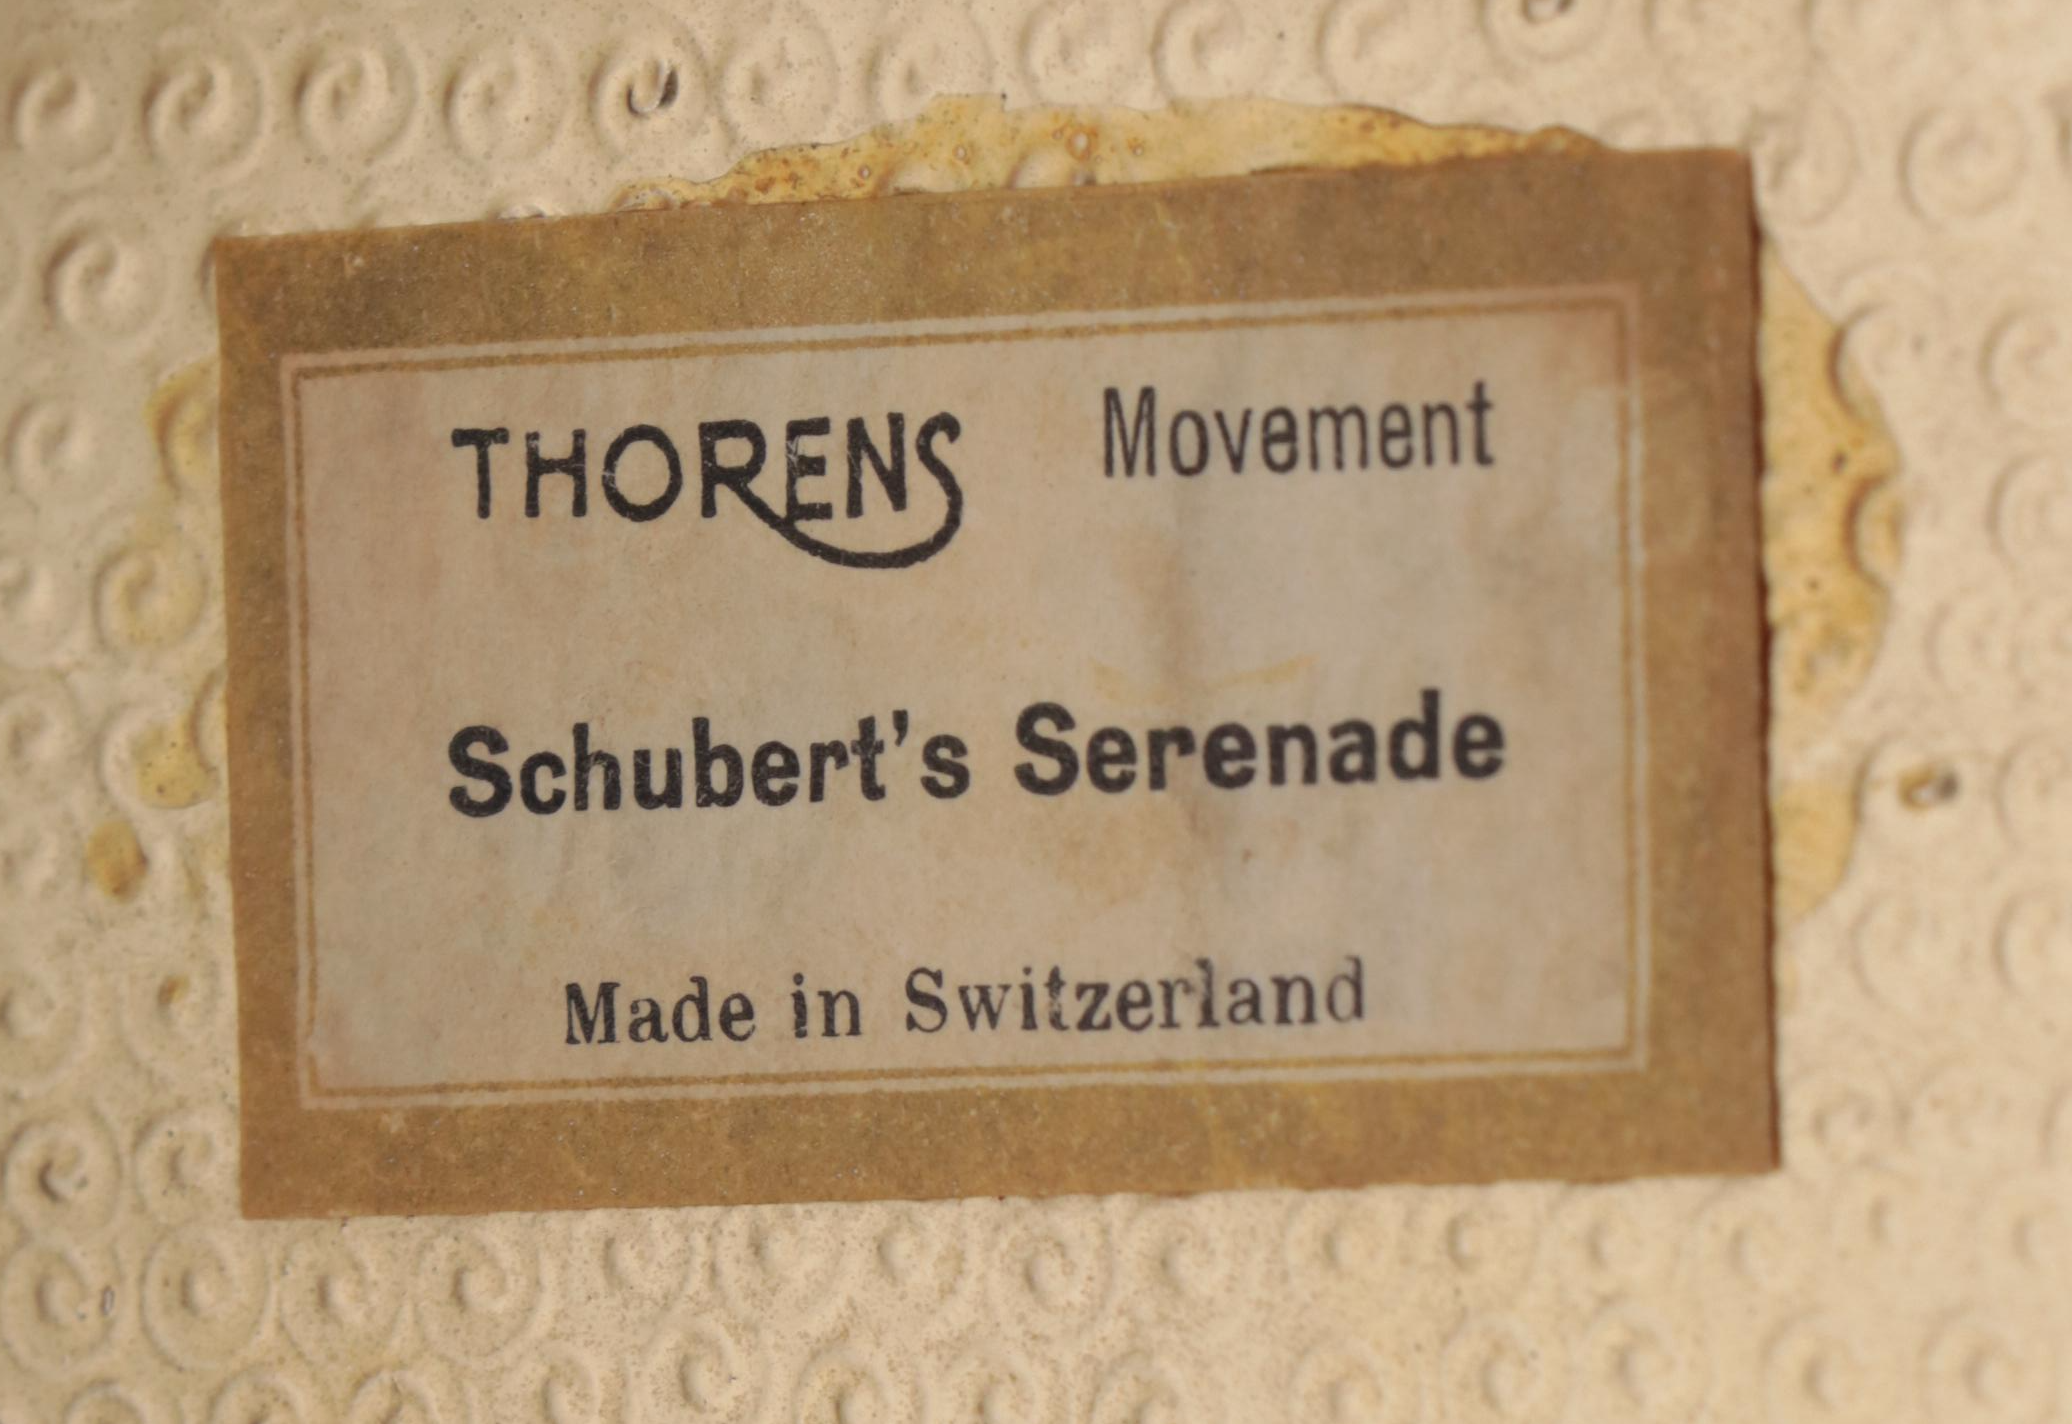 THORENS Movement
Schubert's Serenade
Made in Switzerland